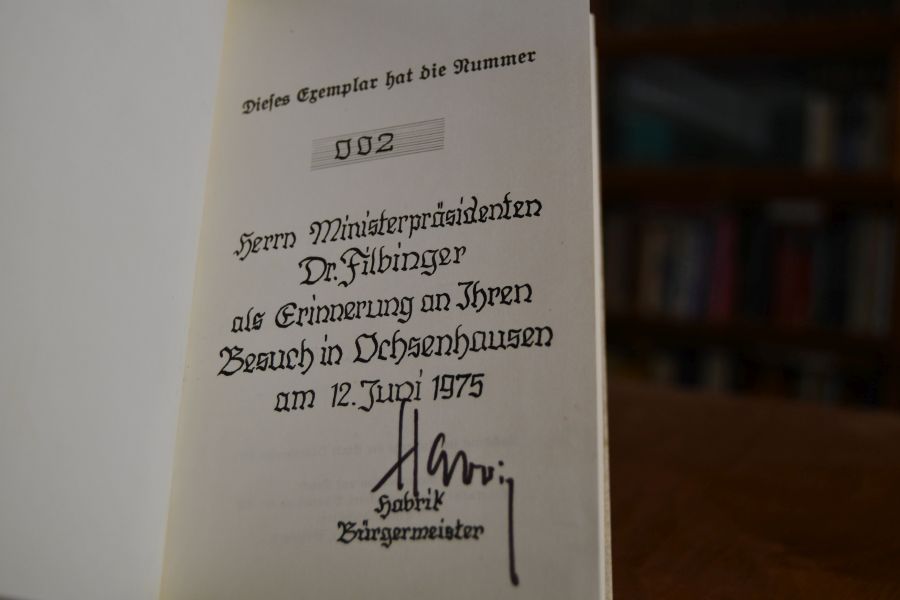 Dieses Exemplar hat die Nummer
002
Herrn Ministerpräsidenten
Dr. Filbinger
als Erinnerung an Ihren
Besuch in Ochsenhausen
am 12. Juni 1975
Habrik
Bürgermeister